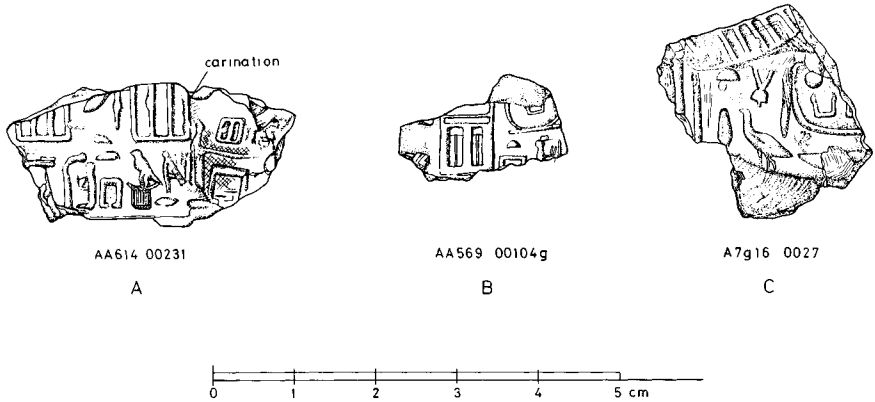 carination
AA614 00231
AA569 00104g
A7g16 0027
A
B
C
0 1 2 3 4 5 cm